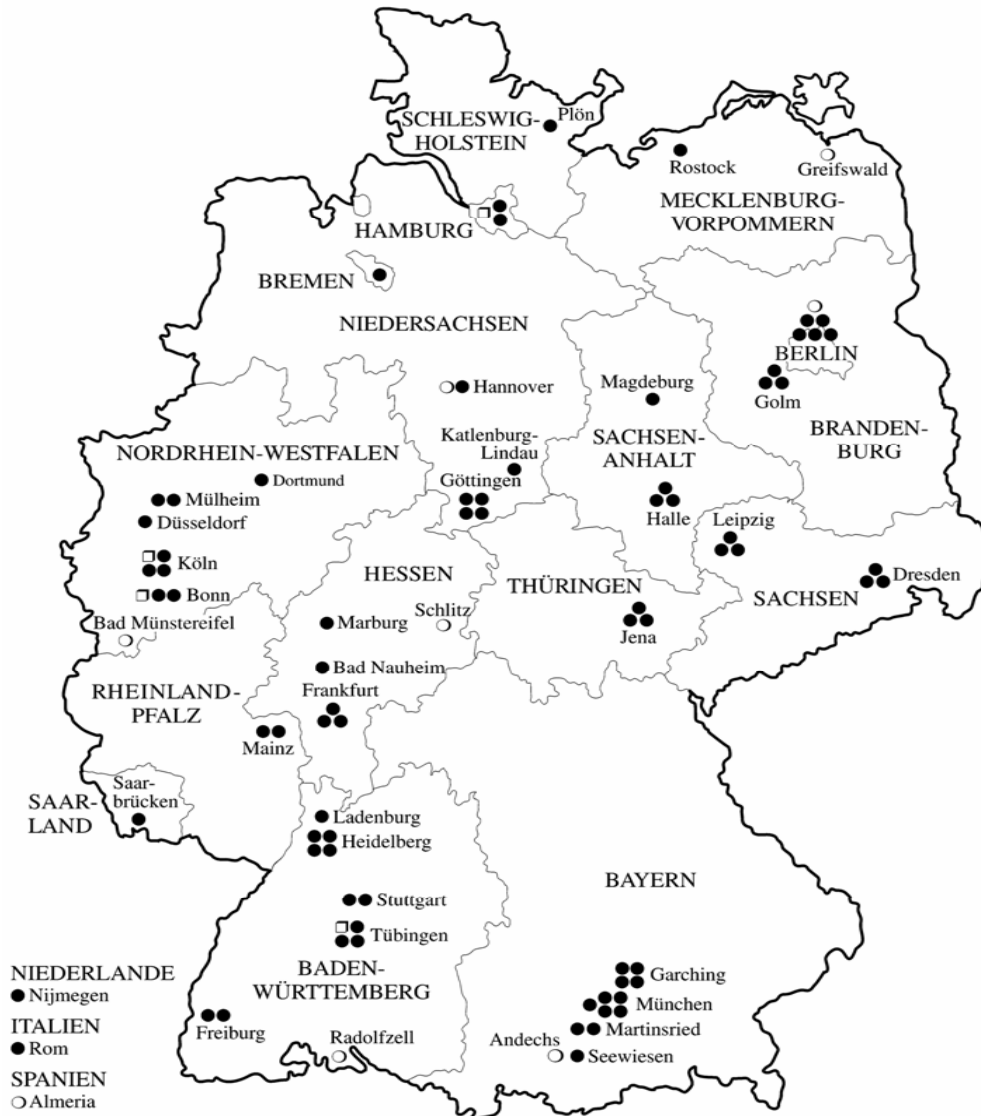 Plön
SCHLESWIG-
HOLSTEIN
Rostock
Greifswald
MECKLENBURG-
VORPOMMERN
HAMBURG
BREMEN
NIEDERSACHSEN
BERLIN
Hannover
Magdeburg
Golm
BRANDEN-
BURG
Katlenburg-
Lindau
SACHSEN-
ANHALT
NORDRHEIN-WESTFALEN
Dortmund
Göttingen
Mülheim
Düsseldorf
Halle
Leipzig
Köln
HESSEN
THÜRINGEN
Dresden
SACHSEN
Bonn
Bad Münstereifel
Schlitz
Marburg
Jena
Bad Nauheim
RHEINLAND-
PFALZ
Frankfurt
Mainz
Saar-
brücken
SAAR-
LAND
Ladenburg
Heidelberg
BAYERN
Stuttgart
Tübingen
BADEN-
WÜRTTEMBERG
Garching
München
Martinsried
Freiburg
Radolfzell
Andechs
Seewiesen
NIEDERLANDE
Nijmegen
ITALIEN
Rom
SPANIEN
Almeria